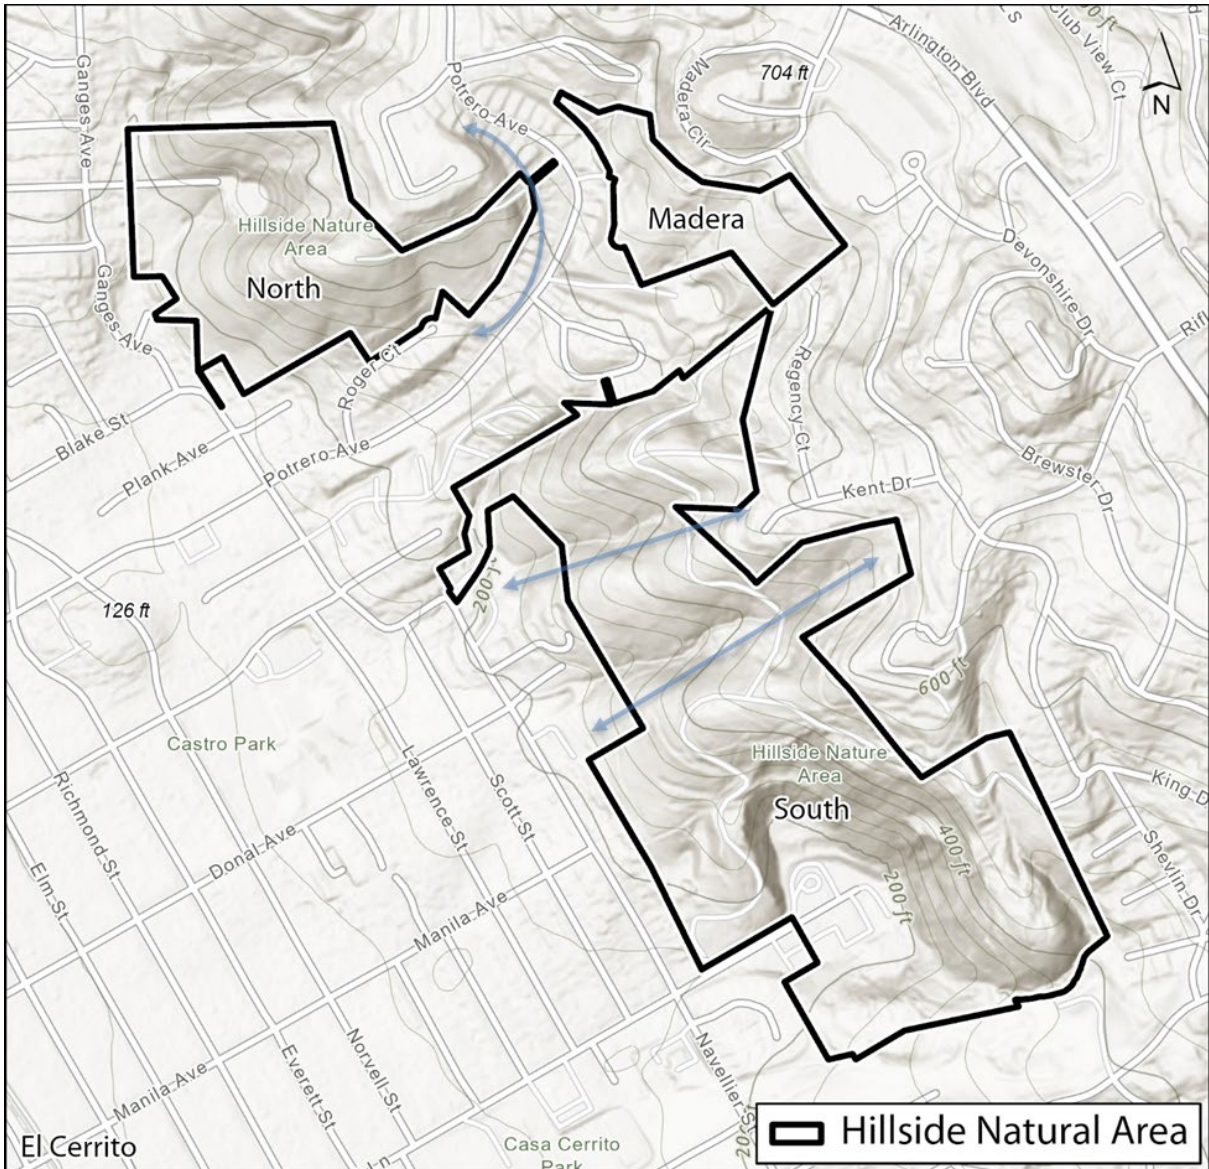 Ganges Ave
Potrero Ave
Madera Cir
704 ft
Arlington Blvd
Club View Ct
N
Hillside Nature
Area
North
Madera
Ganges Ave
Devonshire Dr
Regency Ct
Roger Ct
Blake St
Plank Ave
Potrero Ave
Kent Dr
Brewster Dr
200 ft
126 ft
600 ft
Castro Park
Hillside Nature
Area
South
King D
Richmond St
Lawrence St
Scott St
Donal Ave
400 ft
200 ft
Shevlin Dr
Elm St
Manila Ave
Manila Ave
Everett St
Norvell St
Navellier St
El Cerrito
Casa Cerrito
Park
Hillside Natural Area